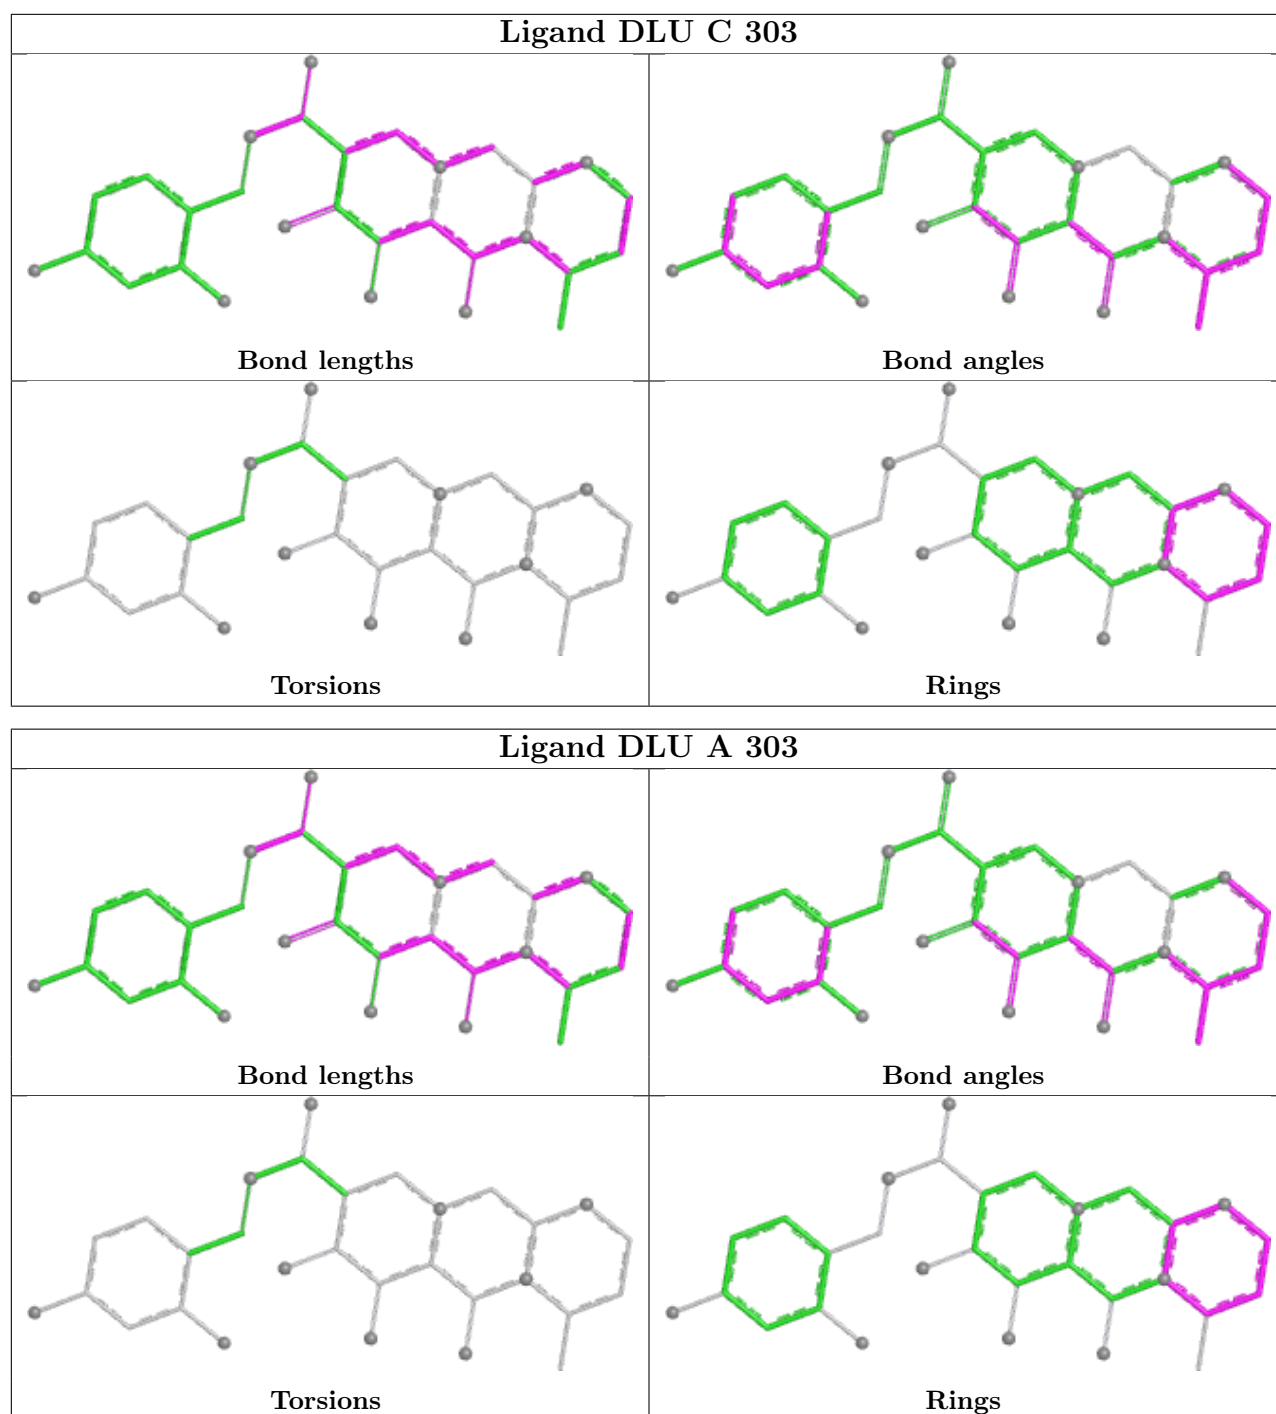 Ligand DLU C 303
Bond lengths
Bond angles
Torsions
Rings
Ligand DLU A 303
Bond lengths
Bond angles
Torsions
Rings